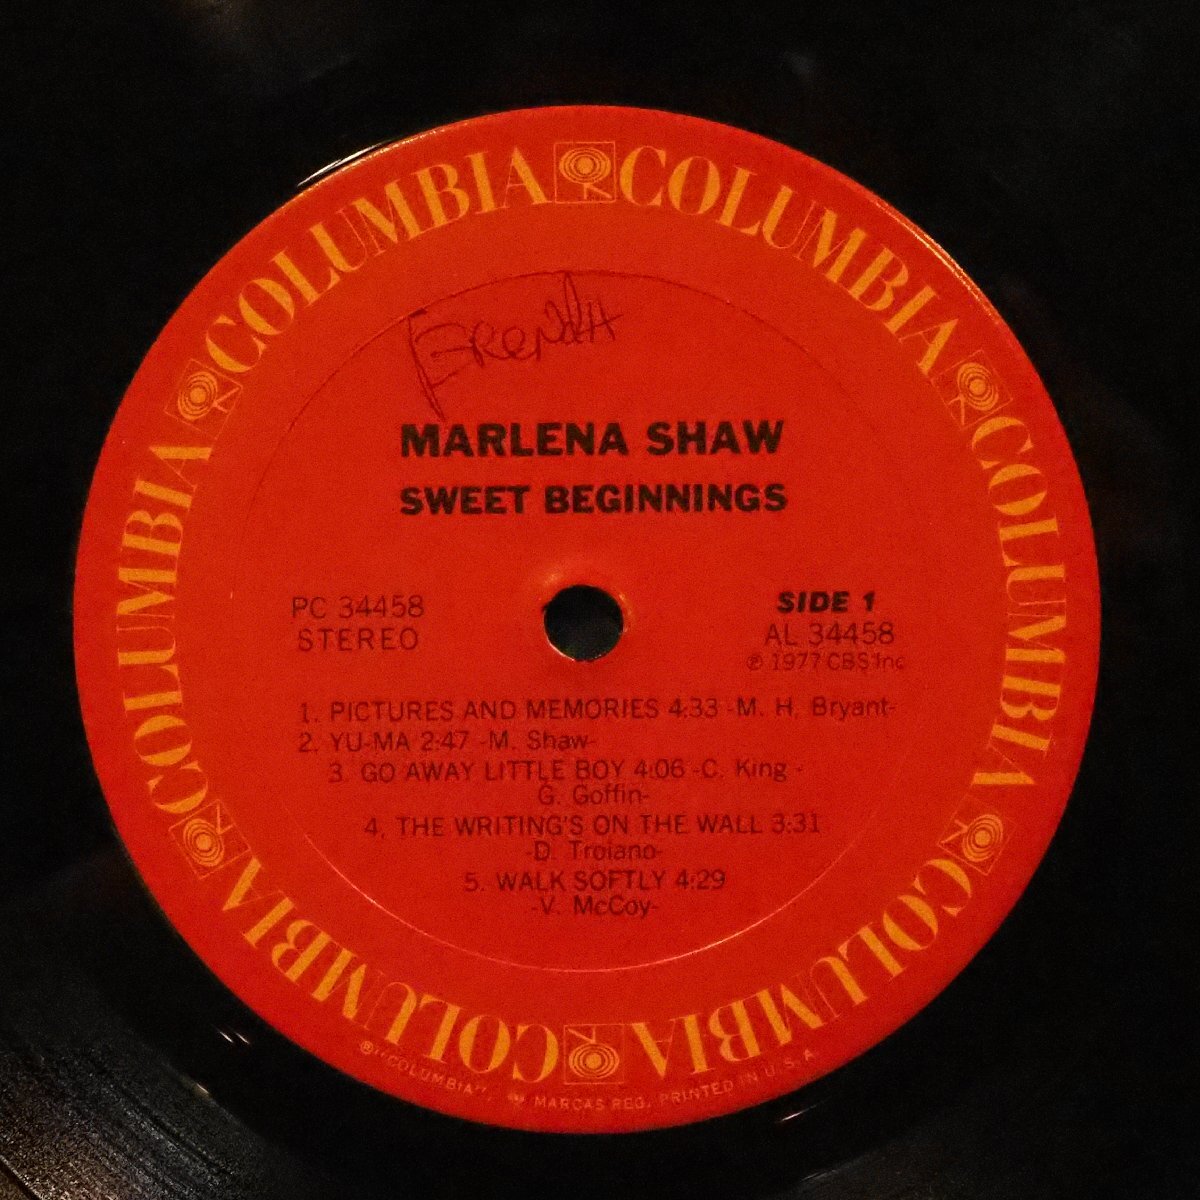 COLUMBIA COLUMBIA COLUMBIA COLUMBIA COLUMBIA COLUMBIA
BRENDA
MARLENA SHAW
SWEET BEGINNINGS
PC 34458
STEREO
SIDE 1
AL 34458
℗ 1977 CBS Inc
1. PICTURES AND MEMORIES 4:33 -M. H. Bryant-
2. YU-MA 2:47 -M. Shaw-
3. GO AWAY LITTLE BOY 4:06 -C. King -
G. Goffin-
4. THE WRITING'S ON THE WALL 3:31
-D. Troiano-
5. WALK SOFTLY 4:29
-V. McCoy-
® "COLUMBIA", MARCAS REG. PRINTED IN U.S.A.